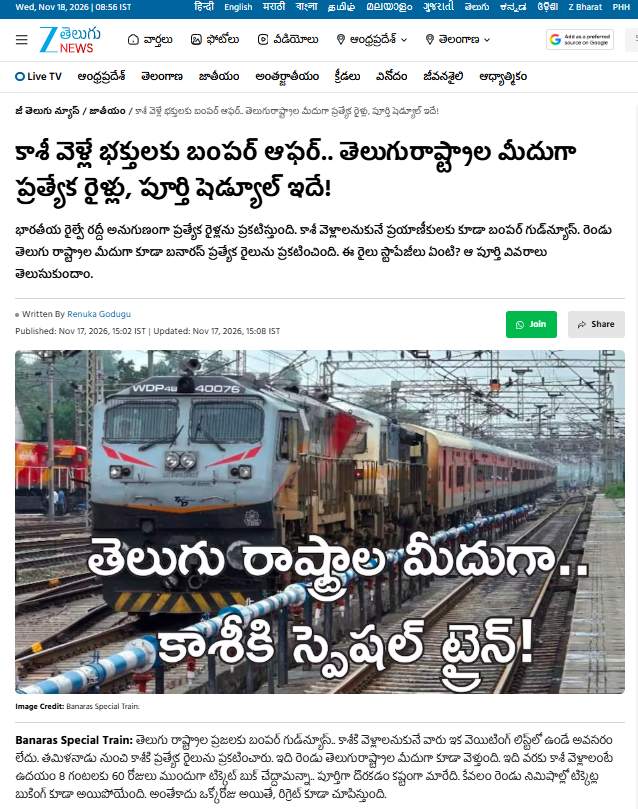 Wed, Nov 18, 2026 | 08:56 IST हिन्दी English मराठी বাংলা தமிழ் മലയാളം ગુજરાતી తెలుగు ಕನ್ನಡ ଓଡ଼ିଶା Z Bharat PHH
Z తెలుగు NEWS వార్తలు ఫోటోలు వీడియోలు ఆంధ్రప్రదేశ్ తెలంగాణ Add as a preferred source on Google
Live TV ఆంధ్రప్రదేశ్ తెలంగాణ జాతీయం అంతర్జాతీయం క్రీడలు వినోదం జీవనశైలి ఆధ్యాత్మికం
జీ తెలుగు న్యూస్ / జాతీయం / కాశీ వెళ్లే భక్తులకు బంపర్ ఆఫర్.. తెలుగురాష్ట్రాల మీదుగా ప్రత్యేక రైళ్లు, పూర్తి షెడ్యూల్ ఇదే!
కాశీ వెళ్లే భక్తులకు బంపర్ ఆఫర్.. తెలుగురాష్ట్రాల మీదుగా
ప్రత్యేక రైళ్లు, పూర్తి షెడ్యూల్ ఇదే!
భారతీయ రైల్వే రద్దీ అనుగుణంగా ప్రత్యేక రైళ్లను ప్రకటిస్తుంది. కాశీ వెళ్లాలనుకునే ప్రయాణీకులకు కూడా బంపర్ గుడ్‌న్యూస్. రెండు
తెలుగు రాష్ట్రాల మీదుగా కూడా బనారస్ ప్రత్యేక రైలును ప్రకటించింది. ఈ రైలు స్టాపేజీలు ఏంటి? ఆ పూర్తి వివరాలు
తెలుసుకుందాం.
Written By Renuka Godugu
Published: Nov 17, 2026, 15:02 IST | Updated: Nov 17, 2026, 15:08 IST
Join Share
WDP4B 40076
తెలుగు రాష్ట్రాల మీదుగా..
కాశీకి స్పెషల్ ట్రైన్!
Image Credit: Banaras Special Train:
Banaras Special Train: తెలుగు రాష్ట్రాల ప్రజలకు బంపర్ గుడ్‌న్యూస్.. కాశీకి వెళ్లాలనుకునే వారు ఇక వెయిటింగ్ లిస్ట్‌లో ఉండే అవసరం
లేదు. తమిళనాడు నుంచి కాశీకి ప్రత్యేక రైలును ప్రకటించారు. ఇది రెండు తెలుగురాష్ట్రాల మీదుగా కూడా వెళ్తుంది. ఇది వరకు కాశీ వెళ్లాలంటే
ఉదయం 8 గంటలకు 60 రోజులు ముందుగా టిక్కెట్ బుక్ చేద్దామన్నా.. పూర్తిగా దొరకడం కష్టంగా మారేది. కేవలం రెండు నిమిషాల్లో టిక్కెట్ల
బుకింగ్ కూడా అయిపోయేంది. అంతేకాదు ఒక్కోరోజు అయితే, రిగ్రెట్ కూడా చూపిస్తుంది.